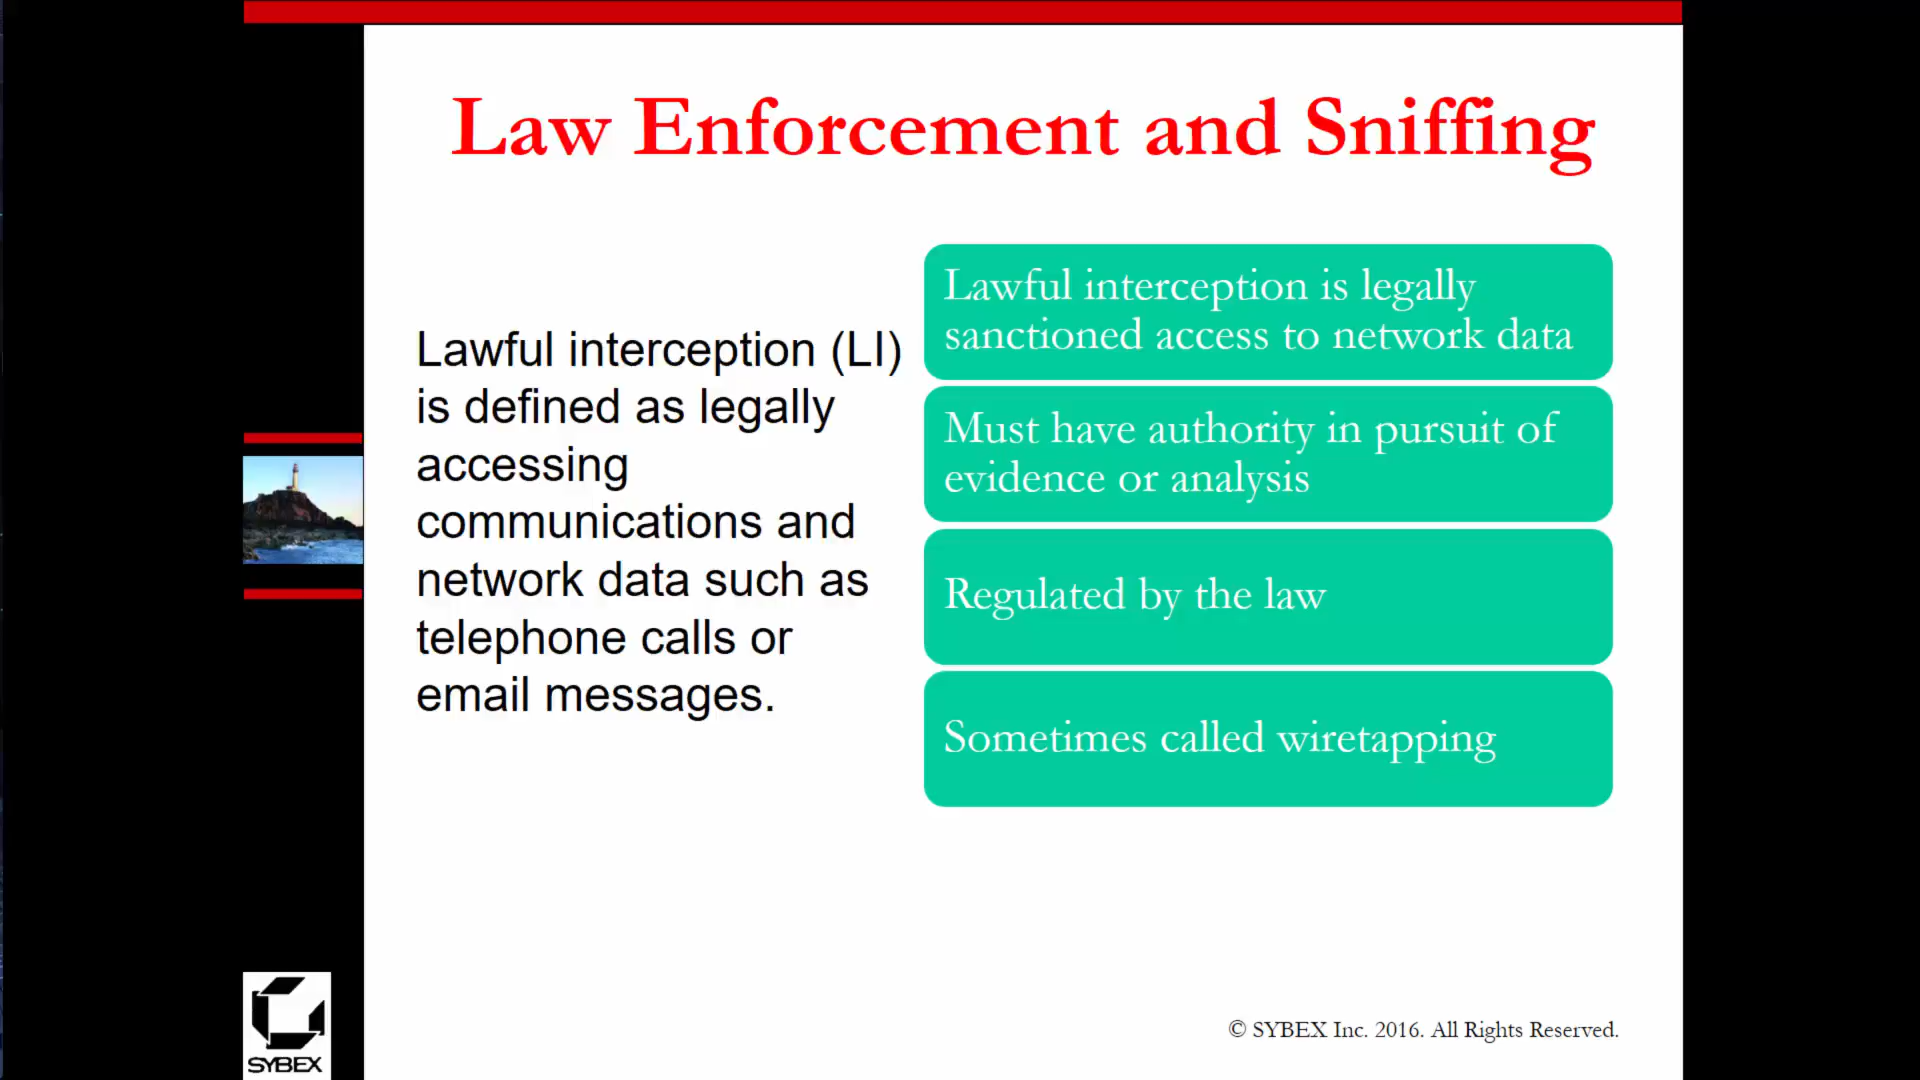 Law Enforcement and Sniffing
Lawful interception (LI)
is defined as legally
accessing
communications and
network data such as
telephone calls or
email messages.
Lawful interception is legally
sanctioned access to network data
Must have authority in pursuit of
evidence or analysis
Regulated by the law
Sometimes called wiretapping
SYBEX
© SYBEX Inc. 2016. All Rights Reserved.